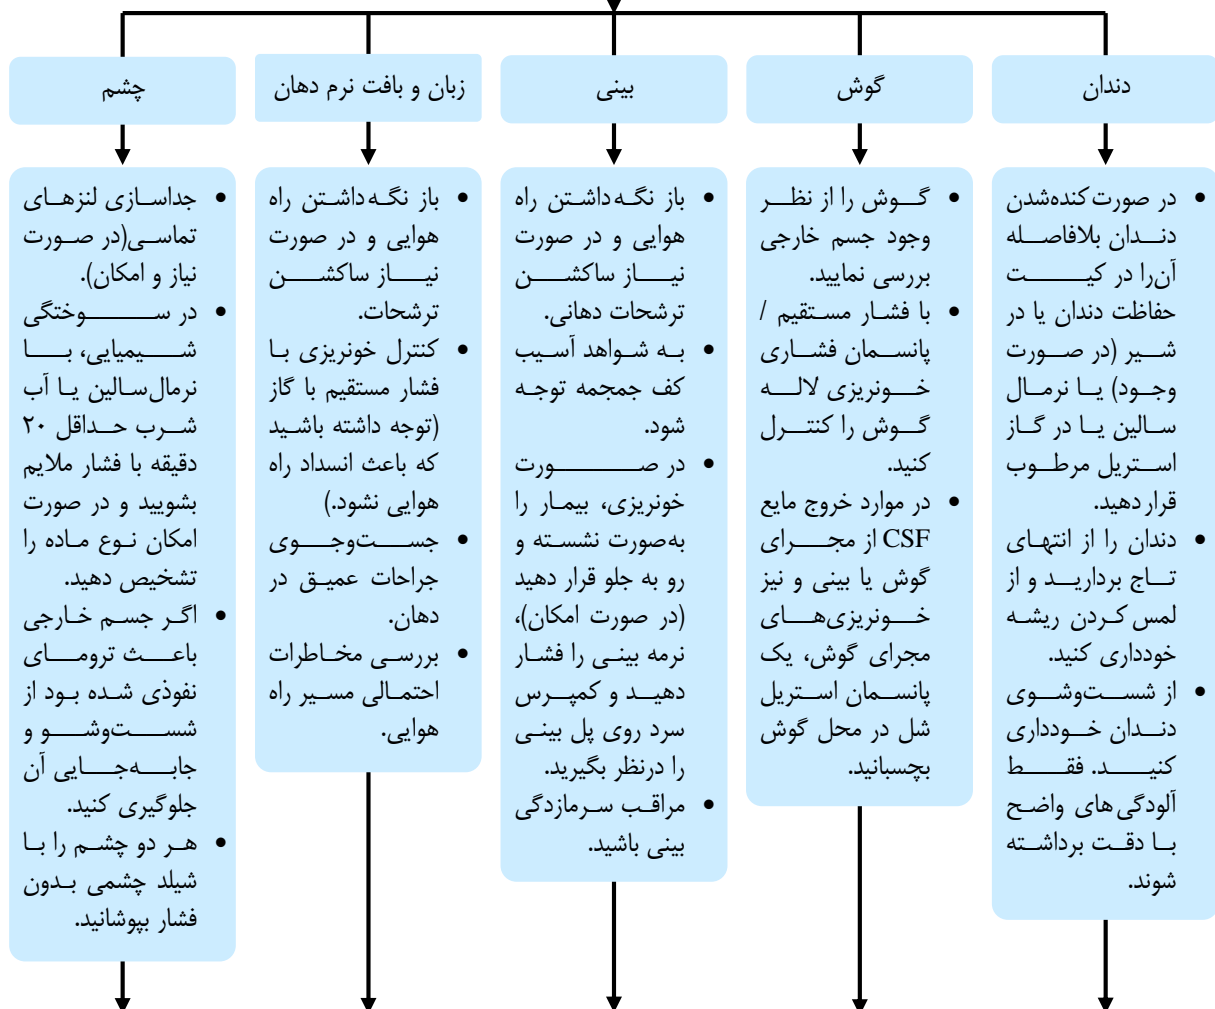 دندان
گوش
بینی
زبان و بافت نرم دهان
چشم
• در صورت کنده‌شدن
دندان بلافاصله
آن‌را در کیت
حفاظت دندان یا در
شیر (در صورت
وجود) یا نرمال
سالین یا در گاز
استریل مرطوب
قرار دهید.
• دندان را از انتهای
تاج بردارید و از
لمس کردن ریشه
خودداری کنید.
• از شست‌وشوی
دندان خودداری
کنید. فقط
آلودگی‌های واضح
با دقت برداشته
شوند.
• گوش را از نظر
وجود جسم خارجی
بررسی نمایید.
• با فشار مستقیم /
پانسمان فشاری
خونریزی لاله
گوش را کنترل
کنید.
• در موارد خروج مایع
CSF از مجرای
گوش یا بینی و نیز
خونریزی‌های
مجرای گوش، یک
پانسمان استریل
شل در محل گوش
بچسبانید.
• باز نگه‌داشتن راه
هوایی و در صورت
نیاز ساکشن
ترشحات دهانی.
• به شواهد آسیب
کف جمجمه توجه
شود.
• در صورت
خونریزی، بیمار را
به‌صورت نشسته و
رو به جلو قرار دهید
(در صورت امکان)،
نرمه بینی را فشار
دهید و کمپرس
سرد روی پل بینی
را درنظر بگیرید.
• مراقب سرمازدگی
بینی باشید.
• باز نگه‌داشتن راه
هوایی و در صورت
نیاز ساکشن
ترشحات.
• کنترل خونریزی با
فشار مستقیم با گاز
(توجه داشته باشید
که باعث انسداد راه
هوایی نشود.)
• جست‌وجوی
جراحات عمیق در
دهان.
• بررسی مخاطرات
احتمالی مسیر راه
هوایی.
• جداسازی لنزهای
تماسی(در صورت
نیاز و امکان).
• در سوختگی
شیمیایی، با
نرمال‌سالین یا آب
شرب حداقل ۲۰
دقیقه با فشار ملایم
بشویید و در صورت
امکان نوع ماده را
تشخیص دهید.
• اگر جسم خارجی
باعث ترومای
نفوذی شده بود از
شست‌وشو و
جابه‌جایی آن
جلوگیری کنید.
• هر دو چشم را با
شیلد چشمی بدون
فشار بپوشانید.